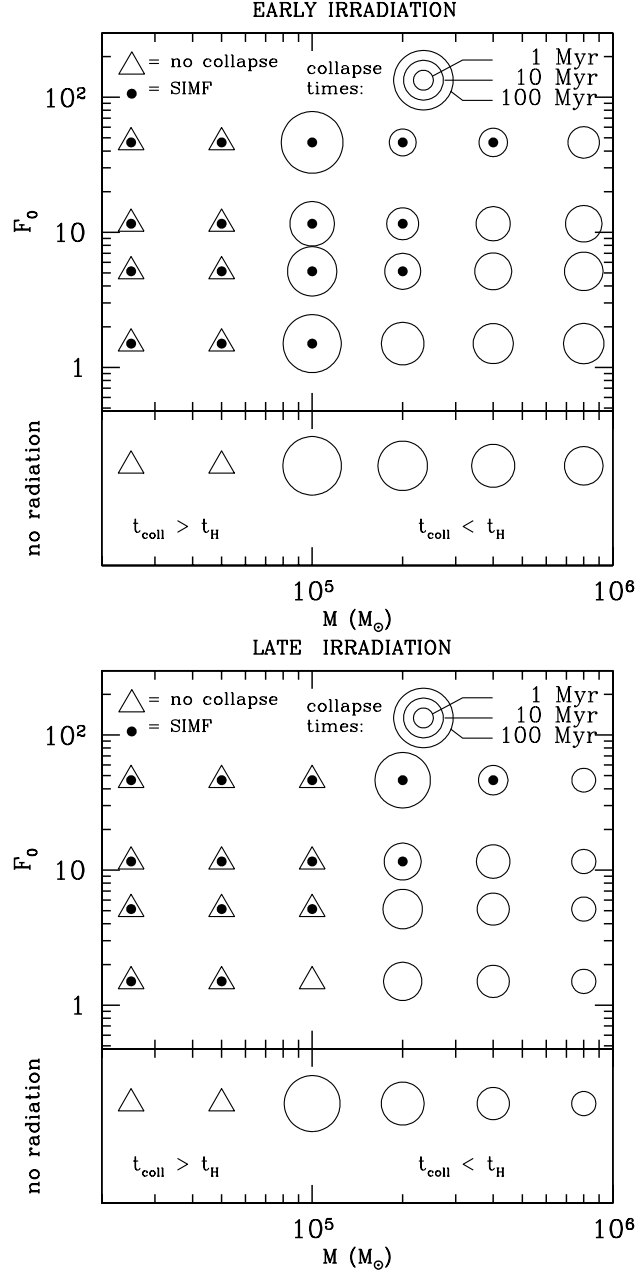 EARLY IRRADIATION
= no collapse
= SIMF
collapse
times:
1 Myr
10 Myr
100 Myr
10²
10
1
F₀
no radiation
t_coll > t_H
t_coll < t_H
10⁵
10⁶
M (M⊙)
LATE IRRADIATION
= no collapse
= SIMF
collapse
times:
1 Myr
10 Myr
100 Myr
10²
10
1
F₀
no radiation
t_coll > t_H
t_coll < t_H
10⁵
10⁶
M (M⊙)